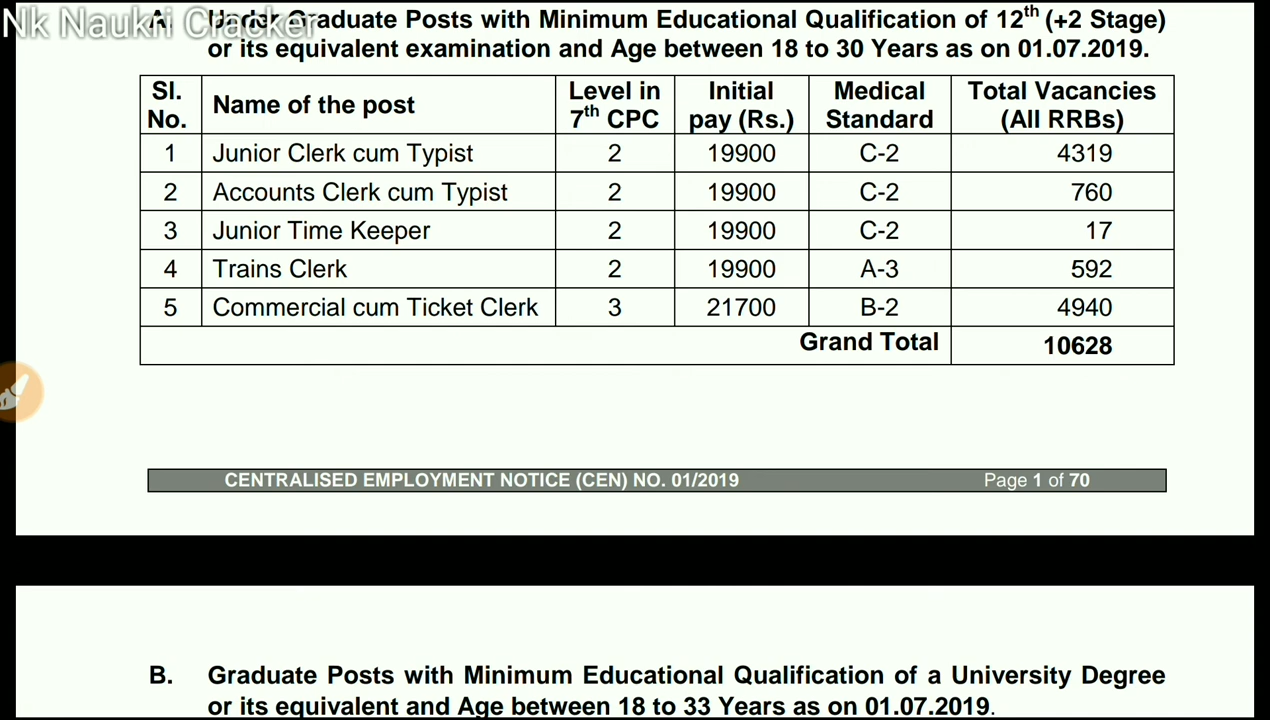 Nk Naukri Cracker
A. Under Graduate Posts with Minimum Educational Qualification of 12th (+2 Stage)
or its equivalent examination and Age between 18 to 30 Years as on 01.07.2019.
Sl. No. Name of the post Level in 7th CPC Initial pay (Rs.) Medical Standard Total Vacancies (All RRBs)
1 Junior Clerk cum Typist 2 19900 C-2 4319
2 Accounts Clerk cum Typist 2 19900 C-2 760
3 Junior Time Keeper 2 19900 C-2 17
4 Trains Clerk 2 19900 A-3 592
5 Commercial cum Ticket Clerk 3 21700 B-2 4940
Grand Total 10628
CENTRALISED EMPLOYMENT NOTICE (CEN) NO. 01/2019 Page 1 of 70
B. Graduate Posts with Minimum Educational Qualification of a University Degree
or its equivalent and Age between 18 to 33 Years as on 01.07.2019.